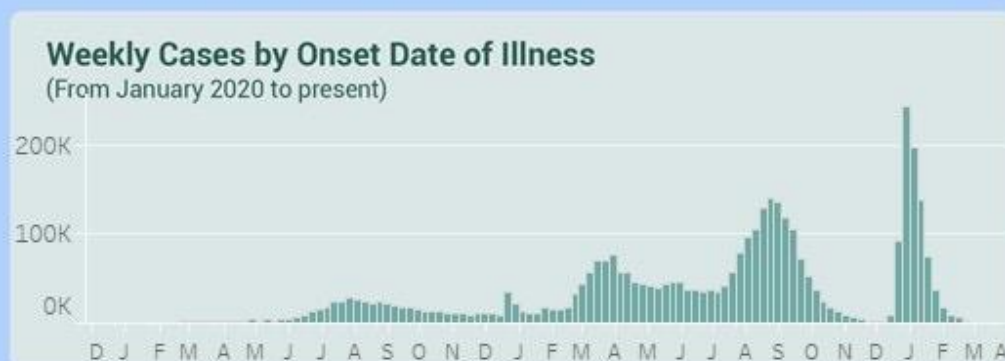 Weekly Cases by Onset Date of Illness
(From January 2020 to present)
200K
100K
0K
D J F M A M J J A S O N D J F M A M J J A S O N D J F M A